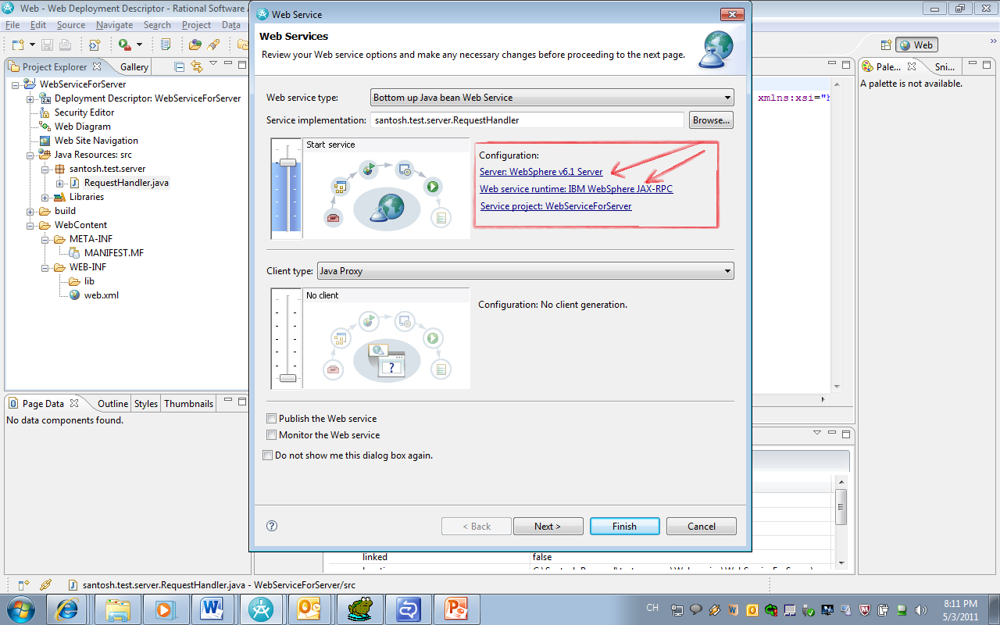 Web - Web Deployment Descriptor - Rational Software
File Edit Source Navigate Search Project Data
Web
Project Explorer Gallery
WebServiceForServer
Deployment Descriptor: WebServiceForServer
Security Editor
Web Diagram
Web Site Navigation
Java Resources: src
santosh.test.server
RequestHandler.java
Libraries
build
WebContent
META-INF
MANIFEST.MF
WEB-INF
lib
web.xml
Page Data Outline Styles Thumbnails
No data components found.
Web Service
Web Services
Review your Web service options and make any necessary changes before proceeding to the next page.
Web service type: Bottom up Java bean Web Service
Service implementation: santosh.test.server.RequestHandler Browse...
Start service
Configuration:
Server: WebSphere v6.1 Server
Web service runtime: IBM WebSphere JAX-RPC
Service project: WebServiceForServer
Client type: Java Proxy
No client
Configuration: No client generation.
Publish the Web service
Monitor the Web service
Do not show me this dialog box again.
< Back Next > Finish Cancel
xmlns:xsi="h
Pale... Sni...
A palette is not available.
linked false
santosh.test.server.RequestHandler.java - WebServiceForServer/src
CH
8:11 PM
5/3/2011